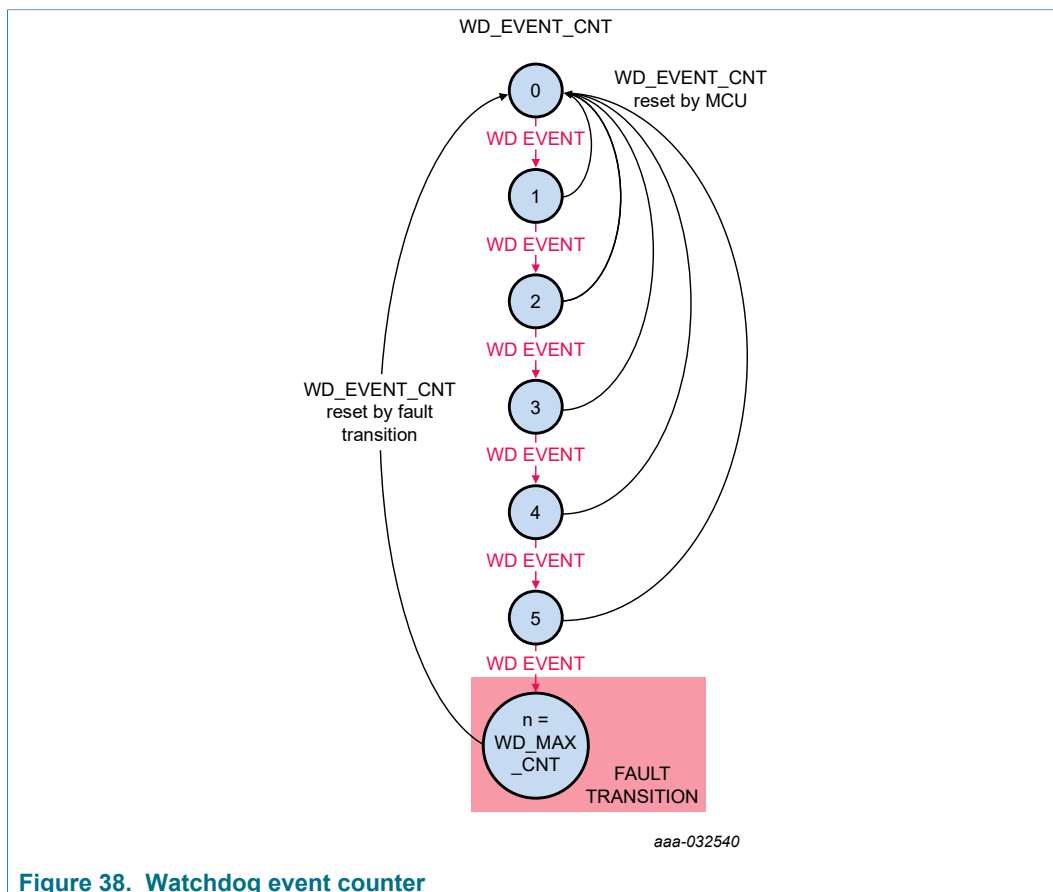 WD_EVENT_CNT
WD_EVENT_CNT
reset by MCU
0
WD EVENT
1
WD EVENT
2
WD EVENT
3
WD_EVENT_CNT
reset by fault
transition
WD EVENT
4
WD EVENT
5
WD EVENT
n =
WD_MAX
_CNT
FAULT
TRANSITION
aaa-032540
Figure 38. Watchdog event counter